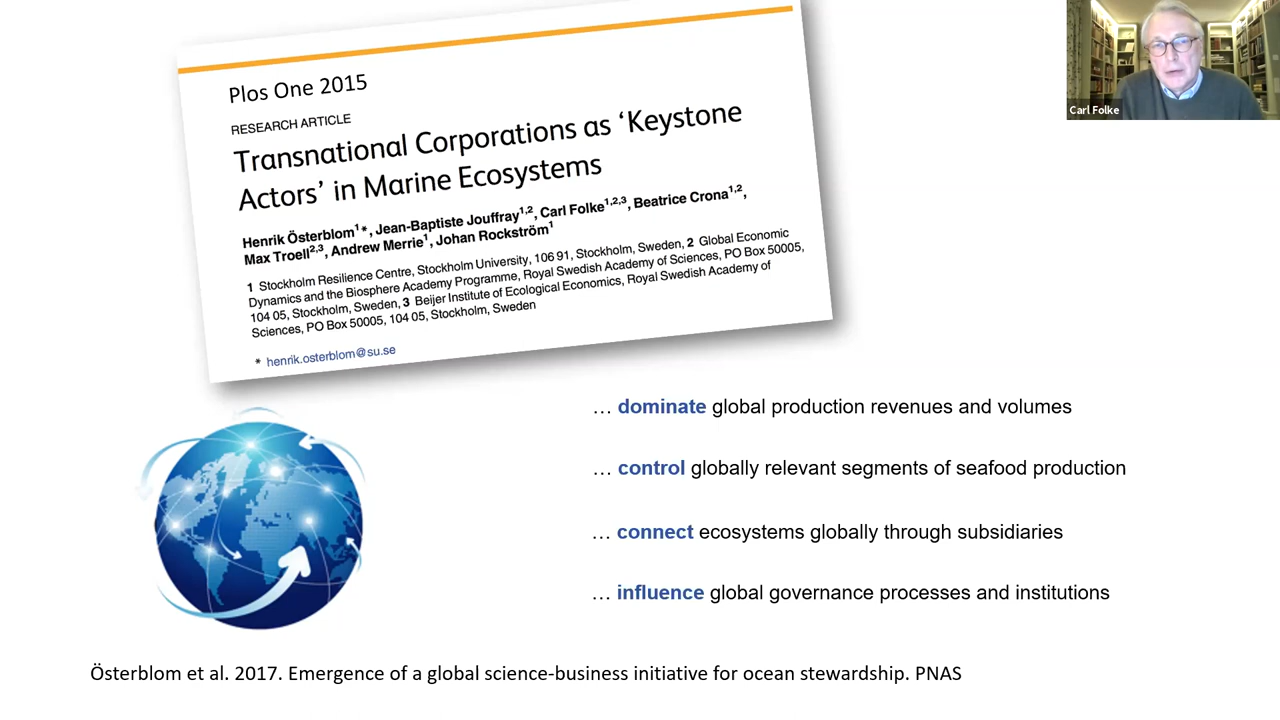 Plos One 2015
RESEARCH ARTICLE
Transnational Corporations as ‘Keystone
Actors’ in Marine Ecosystems
Henrik Österblom1*, Jean-Baptiste Jouffray1,2, Carl Folke1,2,3, Beatrice Crona1,2,
Max Troell2,3, Andrew Merrie1, Johan Rockström1
1 Stockholm Resilience Centre, Stockholm University, 106 91, Stockholm, Sweden, 2 Global Economic
Dynamics and the Biosphere Academy Programme, Royal Swedish Academy of Sciences, PO Box 50005,
104 05, Stockholm, Sweden, 3 Beijer Institute of Ecological Economics, Royal Swedish Academy of
Sciences, PO Box 50005, 104 05, Stockholm, Sweden
* henrik.osterblom@su.se
Carl Folke
… dominate global production revenues and volumes
… control globally relevant segments of seafood production
… connect ecosystems globally through subsidiaries
… influence global governance processes and institutions
Österblom et al. 2017. Emergence of a global science-business initiative for ocean stewardship. PNAS